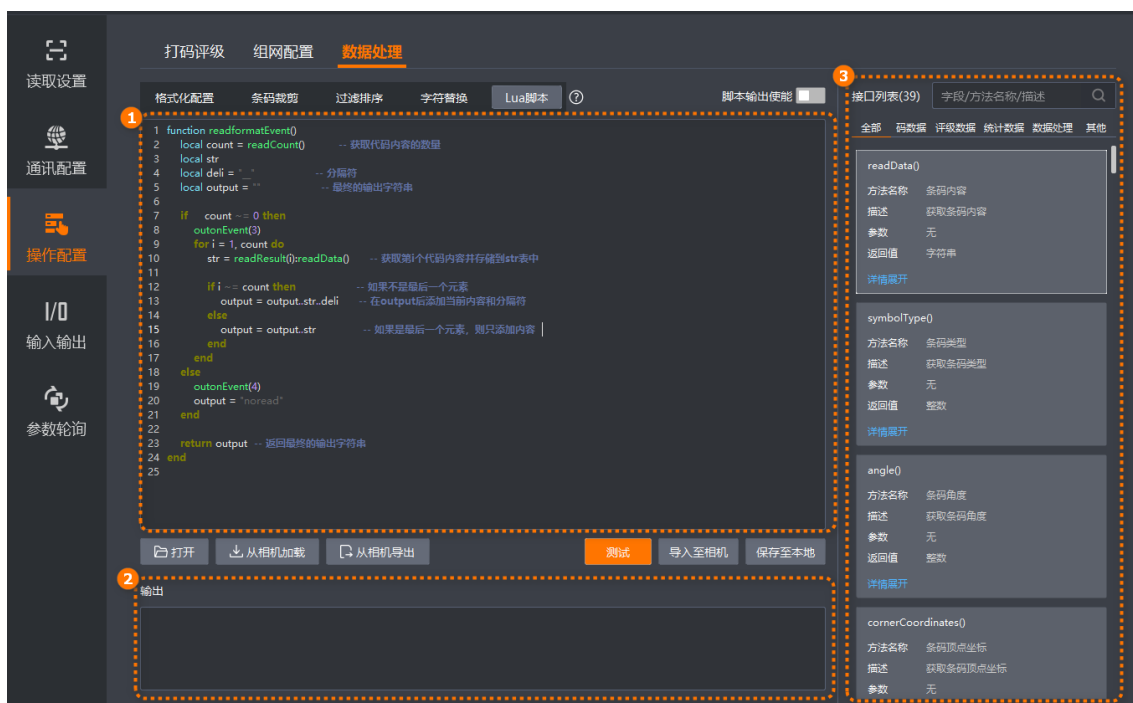 读取设置
通讯配置
操作配置
I/O
输入输出
参数轮询
打码评级 组网配置 数据处理
格式化配置 条码裁剪 过滤排序 字符替换 Lua脚本 ? 脚本输出使能
1
1 function readformatEvent()
2 local count = readCount() -- 获取代码内容的数量
3 local str
4 local deli = "__" -- 分隔符
5 local output = "" -- 最终的输出字符串
6
7 if count ~= 0 then
8 outonEvent(3)
9 for i = 1, count do
10 str = readResult(i):readData() -- 获取第i个代码内容并存储到str表中
11
12 if i ~= count then -- 如果不是最后一个元素
13 output = output..str..deli -- 在output后添加当前内容和分隔符
14 else
15 output = output..str -- 如果是最后一个元素，则只添加内容
16 end
17 end
18 else
19 outonEvent(4)
20 output = "noread"
21 end
22
23 return output -- 返回最终的输出字符串
24 end
25
打开 从相机加载 从相机导出 测试 导入至相机 保存至本地
2
输出
3
接口列表(39) 字段/方法名称/描述
全部 码数据 评级数据 统计数据 数据处理 其他
readData()
方法名称 条码内容
描述 获取条码内容
参数 无
返回值 字符串
详情展开
symbolType()
方法名称 条码类型
描述 获取条码类型
参数 无
返回值 整数
详情展开
angle()
方法名称 条码角度
描述 获取条码角度
参数 无
返回值 整数
详情展开
cornerCoordinates()
方法名称 条码顶点坐标
描述 获取条码顶点坐标
参数 无